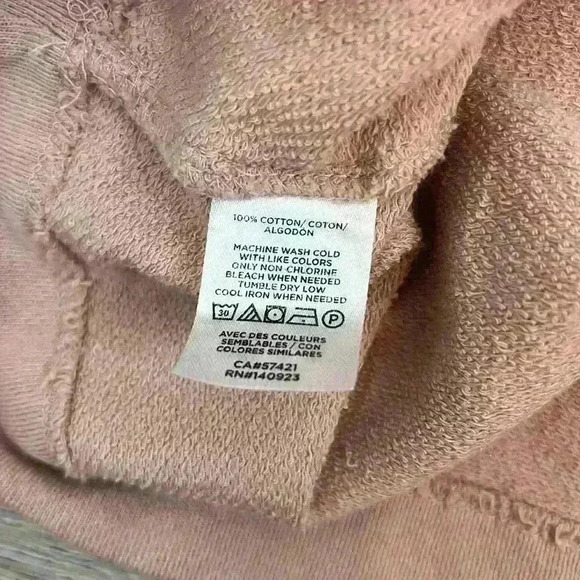 100% COTTON/COTON/
ALGODÓN
MACHINE WASH COLD
WITH LIKE COLORS
ONLY NON-CHLORINE
BLEACH WHEN NEEDED
TUMBLE DRY LOW
COOL IRON WHEN NEEDED
30 P
AVEC DES COULEURS
SEMBLABLES / CON
COLORES SIMILARES
CA#57421
RN#140923